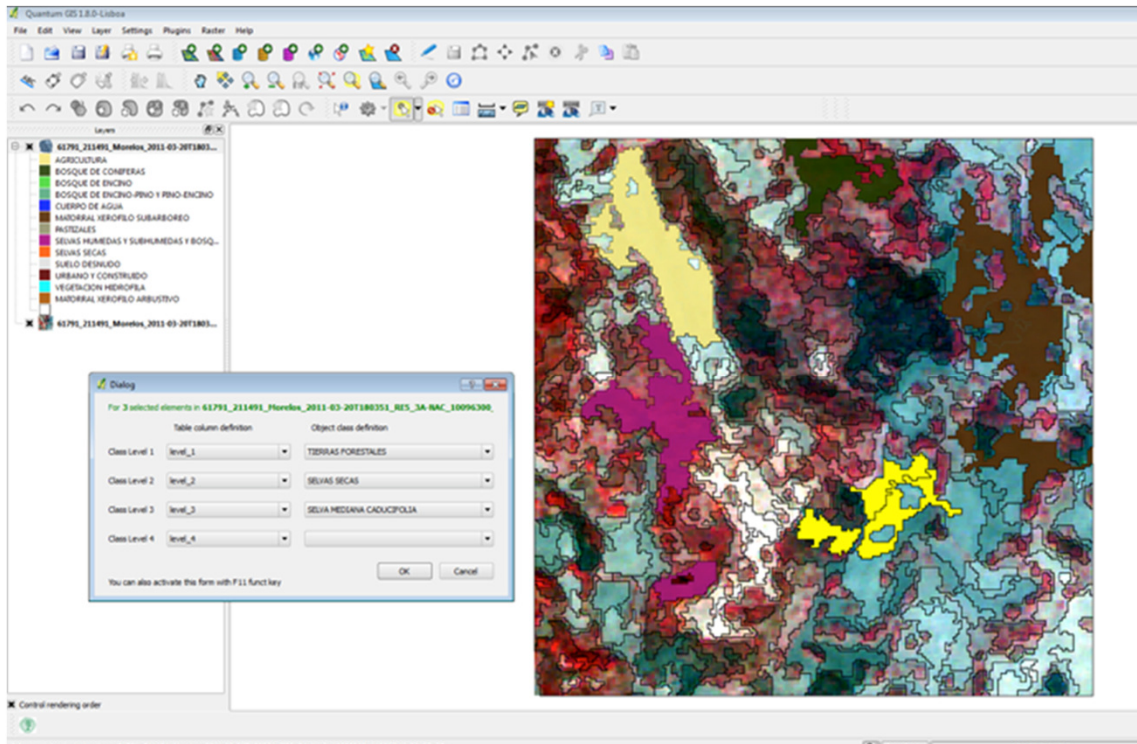 Quantum GIS 1.8.0-Lisboa
File Edit View Layer Settings Plugins Raster Help
Layers
61791_211491_Morelos_2011-03-20T1803...
AGRICULTURA
BOSQUE DE CONIFERAS
BOSQUE DE ENCINO
BOSQUE DE ENCINO-PINO Y PINO-ENCINO
CUERPO DE AGUA
MATORRAL XEROFILO SUBARBOREO
PASTIZALES
SELVAS HUMEDAS Y SUBHUMEDAS Y BOSQ...
SELVAS SECAS
SUELO DESNUDO
URBANO Y CONSTRUIDO
VEGETACION HIDROFILA
MATORRAL XEROFILO ARBUSTIVO
61791_211491_Morelos_2011-03-20T1803...
Dialog
For 3 selected elements in 61791_211491_Morelos_2011-03-20T180351_RE5_3A-NAC_10096300_
Table column definition Object class definition
Class Level 1 level_1 TIERRAS FORESTALES
Class Level 2 level_2 SELVAS SECAS
Class Level 3 level_3 SELVA MEDIANA CADUCIFOLIA
Class Level 4 level_4
OK Cancel
You can also activate this form with F11 funct key
Control rendering order